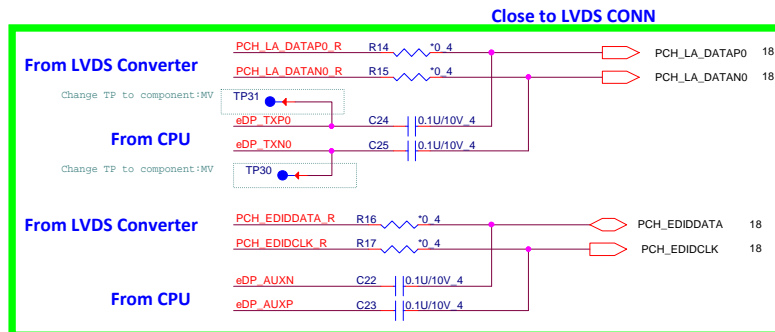 Close to LVDS CONN
PCH_LA_DATAP0_R R14 *0_4 PCH_LA_DATAP0 18
From LVDS Converter
PCH_LA_DATAN0_R R15 *0_4 PCH_LA_DATAN0 18
Change TP to component:MV TP31
eDP_TXP0 C24 0.1U/10V_4
From CPU
eDP_TXN0 C25 0.1U/10V_4
Change TP to component:MV TP30
From LVDS Converter PCH_EDIDDATA_R R16 *0_4 PCH_EDIDDATA 18
PCH_EDIDCLK_R R17 *0_4 PCH_EDIDCLK 18
eDP_AUXN C22 0.1U/10V_4
From CPU
eDP_AUXP C23 0.1U/10V_4